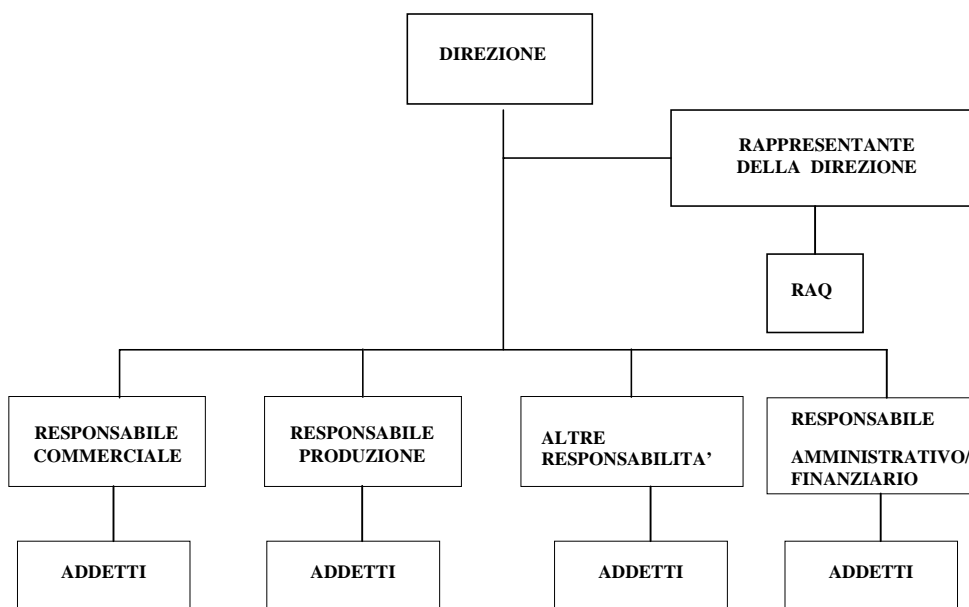 DIREZIONE
RAPPRESENTANTE
DELLA DIREZIONE
RAQ
RESPONSABILE
COMMERCIALE
RESPONSABILE
PRODUZIONE
ALTRE
RESPONSABILITA’
RESPONSABILE
AMMINISTRATIVO/
FINANZIARIO
ADDETTI
ADDETTI
ADDETTI
ADDETTI